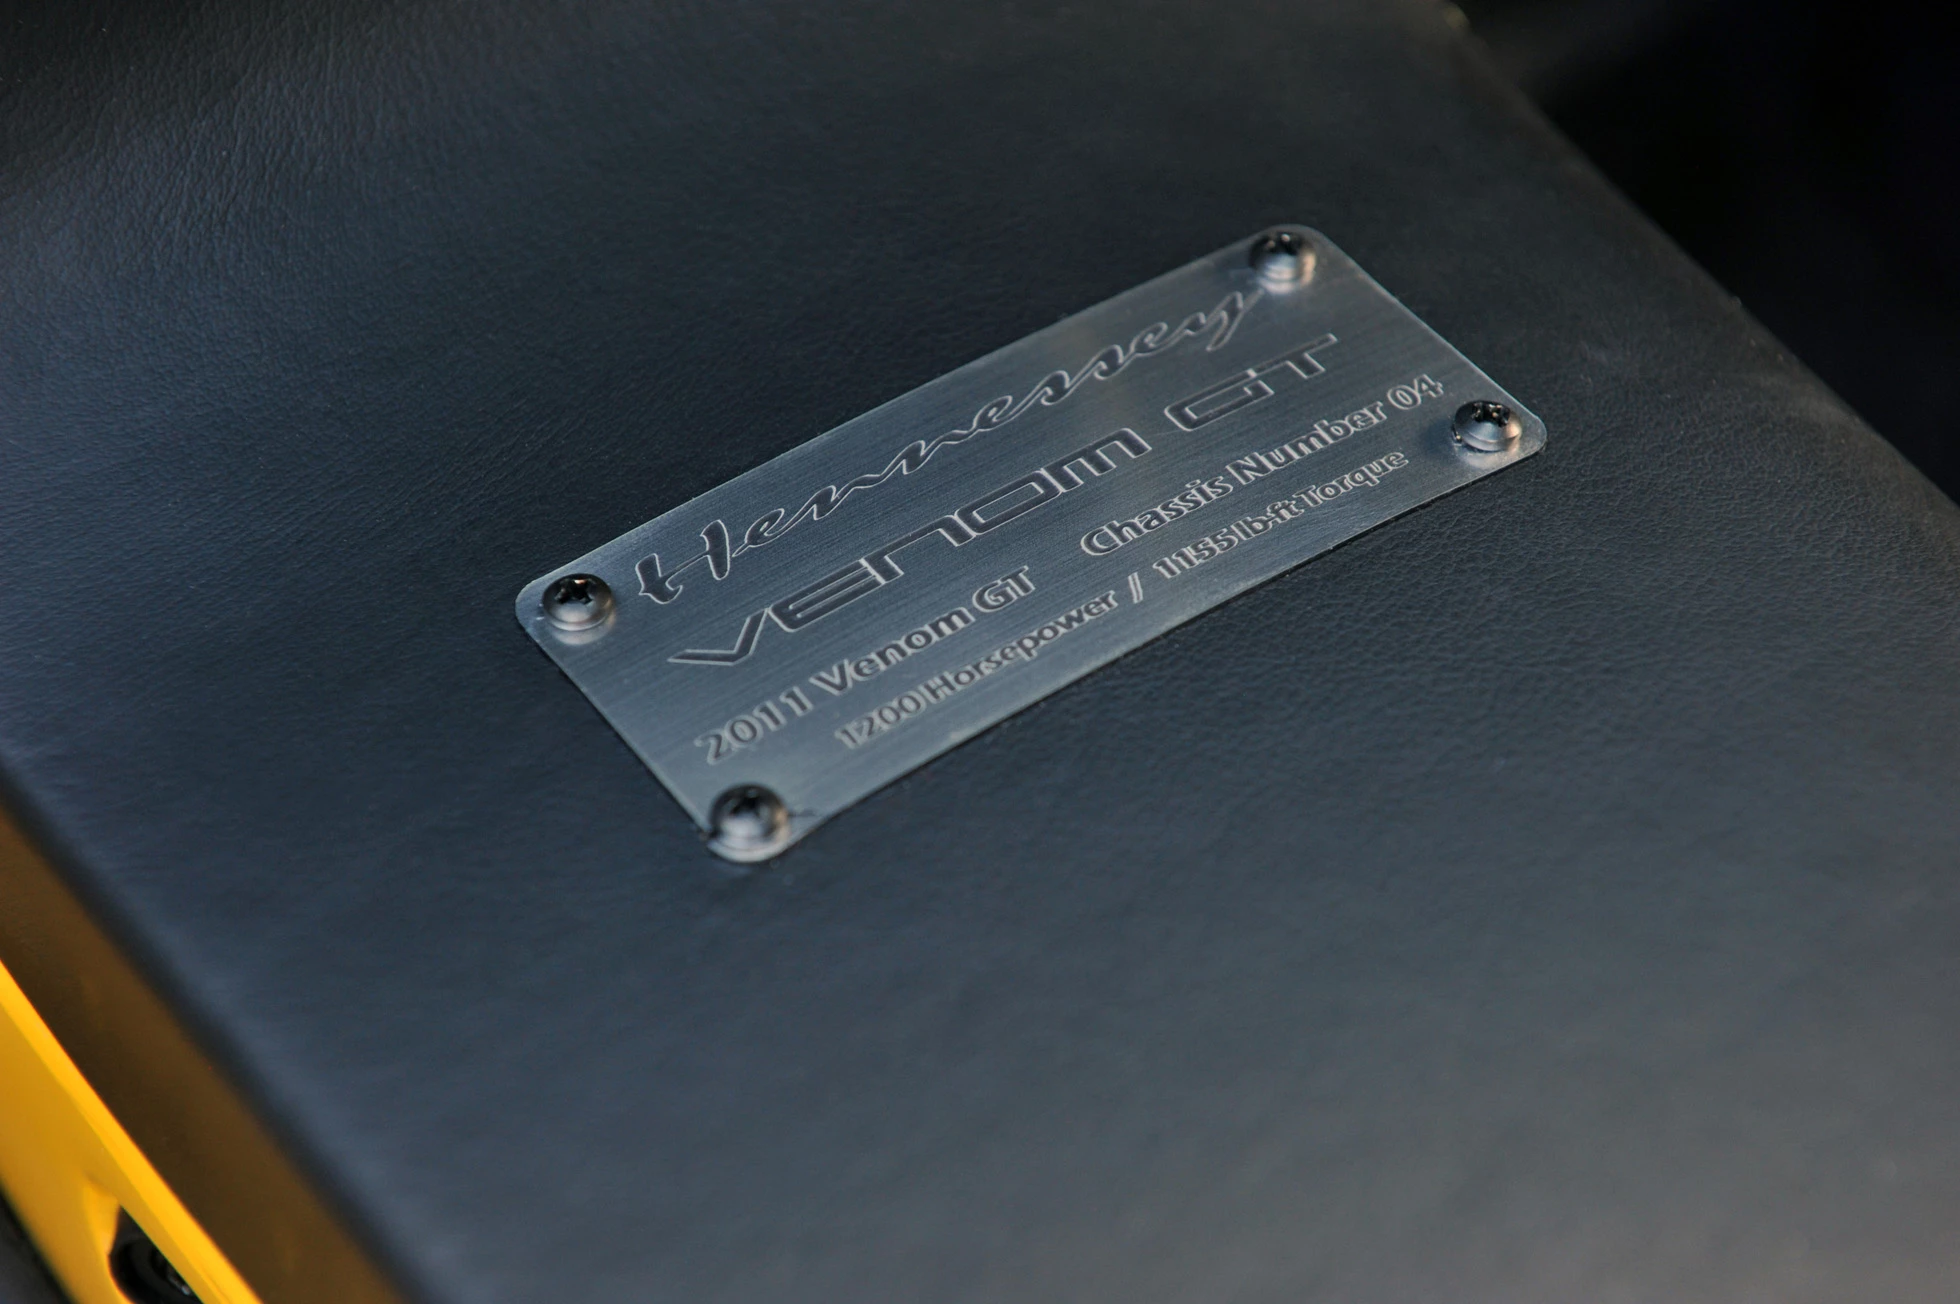 Hennessey
VENOM GT
2011 Venom GT Chassis Number 04
1200 Horsepower // 1155 lb-ft Torque